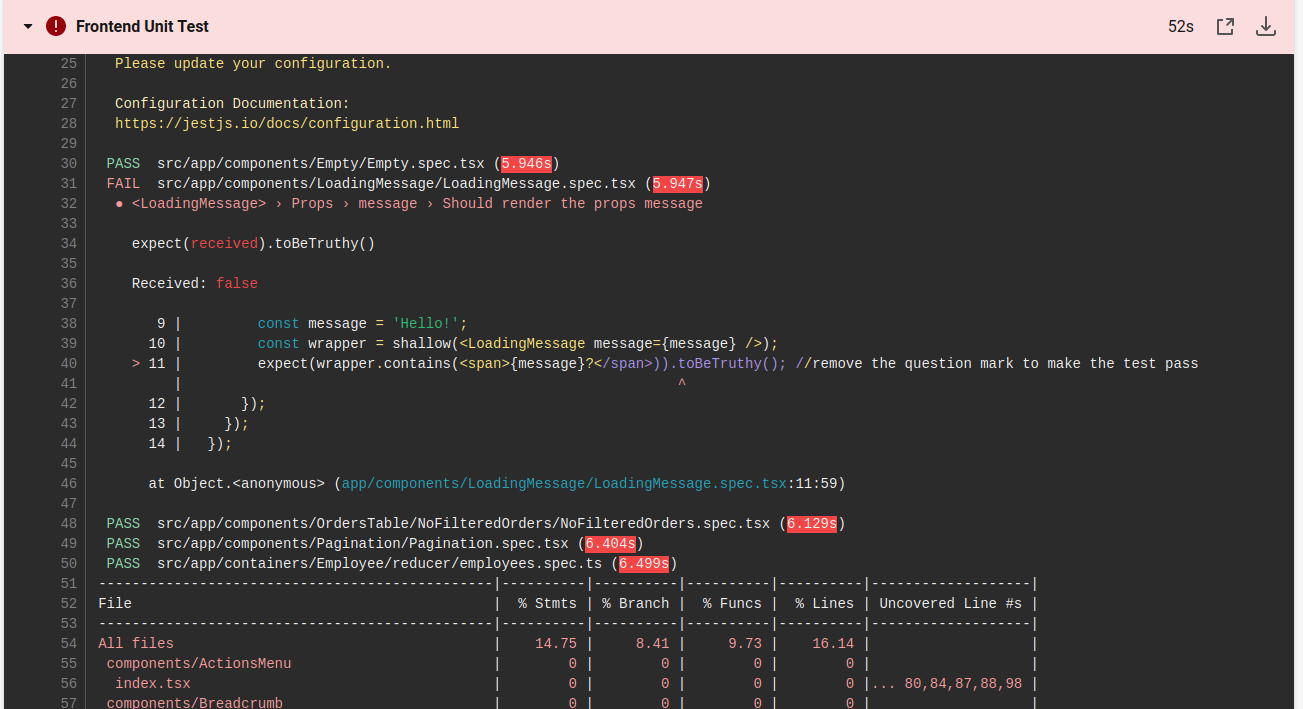 Frontend Unit Test 52s
25 Please update your configuration.
26
27 Configuration Documentation:
28 https://jestjs.io/docs/configuration.html
29
30 PASS src/app/components/Empty/Empty.spec.tsx (5.946s)
31 FAIL src/app/components/LoadingMessage/LoadingMessage.spec.tsx (5.947s)
32 ● <LoadingMessage> › Props › message › Should render the props message
33
34 expect(received).toBeTruthy()
35
36 Received: false
37
38 9 | const message = 'Hello!';
39 10 | const wrapper = shallow(<LoadingMessage message={message} />);
40 > 11 | expect(wrapper.contains(<span>{message}?</span>)).toBeTruthy(); //remove the question mark to make the test pass
41 | ^
42 12 | });
43 13 | });
44 14 | });
45
46 at Object.<anonymous> (app/components/LoadingMessage/LoadingMessage.spec.tsx:11:59)
47
48 PASS src/app/components/OrdersTable/NoFilteredOrders/NoFilteredOrders.spec.tsx (6.129s)
49 PASS src/app/components/Pagination/Pagination.spec.tsx (6.404s)
50 PASS src/app/containers/Employee/reducer/employees.spec.ts (6.499s)
51 -----------------------------------------------|----------|----------|----------|----------|-------------------|
52 File | % Stmts | % Branch | % Funcs | % Lines | Uncovered Line #s |
53 -----------------------------------------------|----------|----------|----------|----------|-------------------|
54 All files | 14.75 | 8.41 | 9.73 | 16.14 | |
55 components/ActionsMenu | 0 | 0 | 0 | 0 | |
56 index.tsx | 0 | 0 | 0 | 0 |... 80,84,87,88,98 |
57 components/Breadcrumb | 0 | 0 | 0 | 0 | |